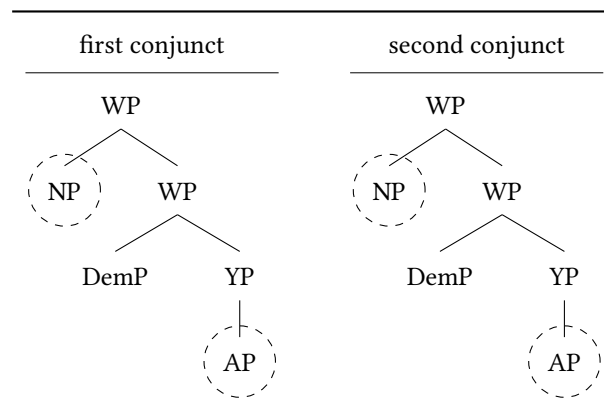 first conjunct second conjunct
WP WP
NP WP NP WP
DemP YP DemP YP
AP AP